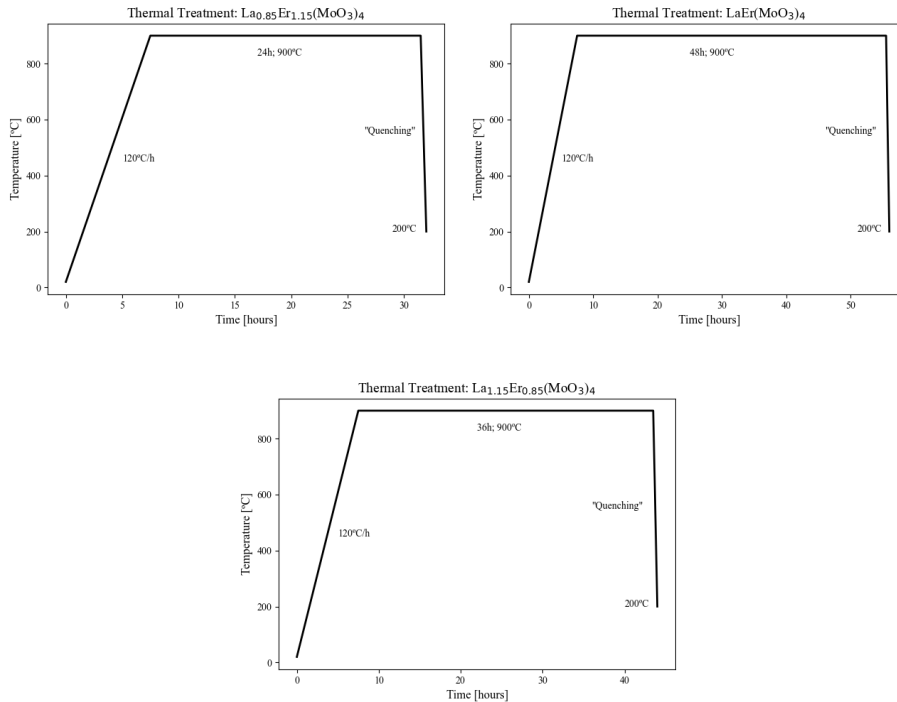 Thermal Treatment: La₀.₈₅Er₁.₁₅(MoO₃)₄
800
600
400
200
0
Temperature [ºC]
24h; 900ºC
"Quenching"
120ºC/h
200ºC
0 5 10 15 20 25 30
Time [hours]
Thermal Treatment: LaEr(MoO₃)₄
800
600
400
200
0
Temperature [ºC]
48h; 900ºC
"Quenching"
120ºC/h
200ºC
0 10 20 30 40 50
Time [hours]
Thermal Treatment: La₁.₁₅Er₀.₈₅(MoO₃)₄
800
600
400
200
0
Temperature [ºC]
36h; 900ºC
"Quenching"
120ºC/h
200ºC
0 10 20 30 40
Time [hours]